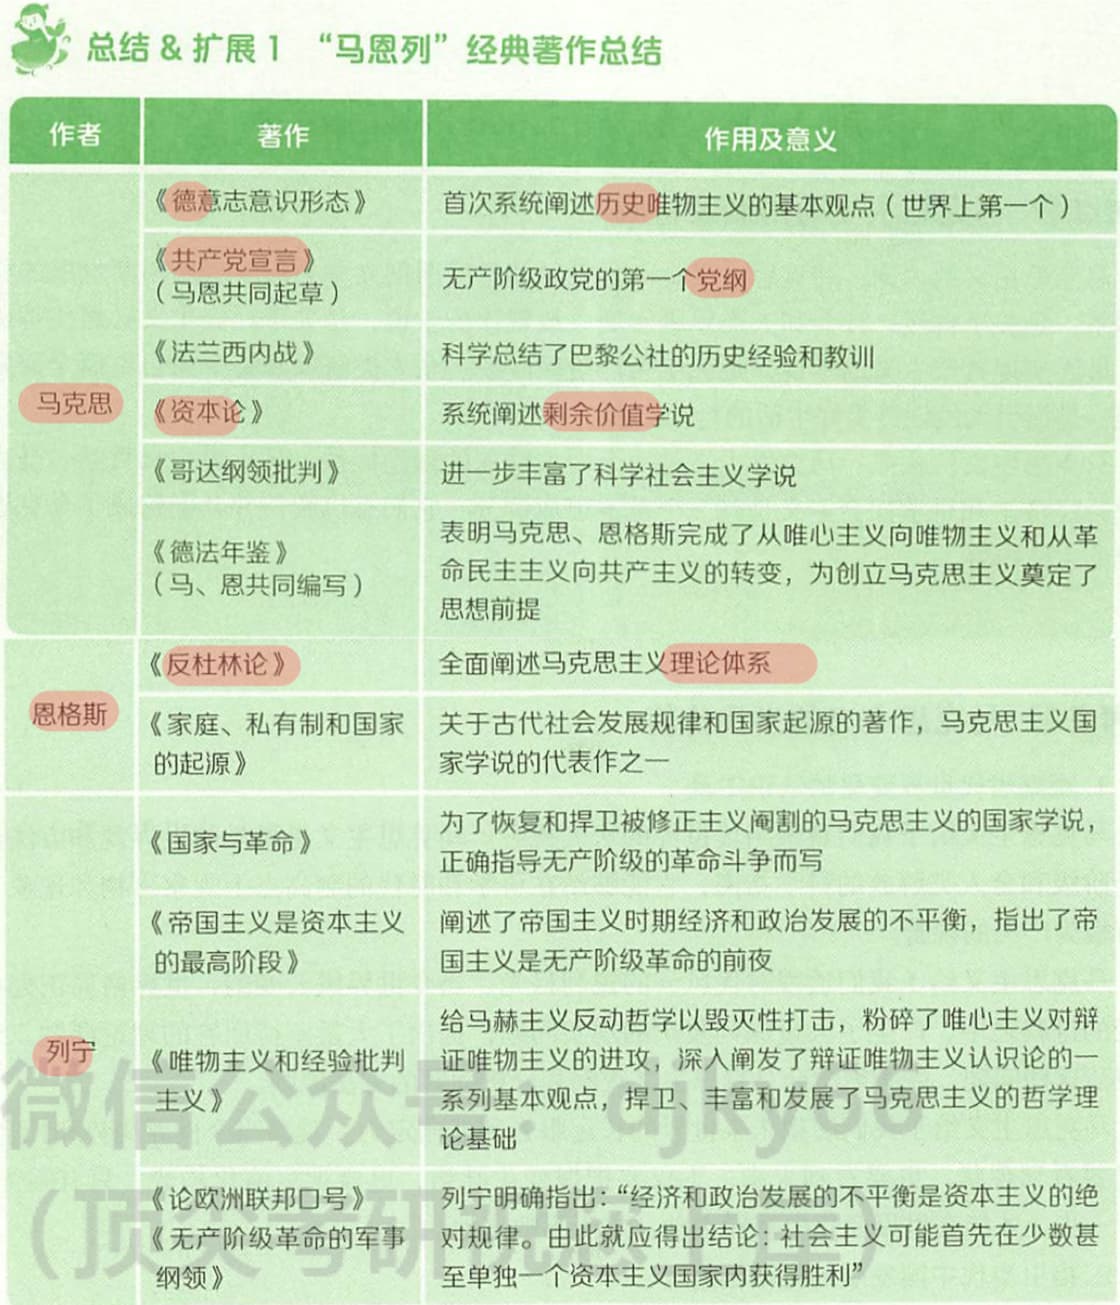 总结 & 扩展 1 “马恩列”经典著作总结
作者 著作 作用及意义
马克思
《德意志意识形态》 首次系统阐述历史唯物主义的基本观点（世界上第一个）
《共产党宣言》
（马恩共同起草）
无产阶级政党的第一个党纲
《法兰西内战》 科学总结了巴黎公社的历史经验和教训
《资本论》 系统阐述剩余价值学说
《哥达纲领批判》 进一步丰富了科学社会主义学说
《德法年鉴》
（马、恩共同编写）
表明马克思、恩格斯完成了从唯心主义向唯物主义和从革
命民主主义向共产主义的转变，为创立马克思主义奠定了
思想前提
恩格斯
《反杜林论》 全面阐述马克思主义理论体系
《家庭、私有制和国家
的起源》
关于古代社会发展规律和国家起源的著作，马克思主义国
家学说的代表作之一
列宁
《国家与革命》
为了恢复和捍卫被修正主义阉割的马克思主义的国家学说，
正确指导无产阶级的革命斗争而写
《帝国主义是资本主义
的最高阶段》
阐述了帝国主义时期经济和政治发展的不平衡，指出了帝
国主义是无产阶级革命的前夜
《唯物主义和经验批判
主义》
给马赫主义反动哲学以毁灭性打击，粉碎了唯心主义对辩
证唯物主义的进攻，深入阐发了辩证唯物主义认识论的一
系列基本观点，捍卫、丰富和发展了马克思主义的哲学理
论基础
《论欧洲联邦口号》
《无产阶级革命的军事
纲领》
列宁明确指出：“经济和政治发展的不平衡是资本主义的绝
对规律。由此就应得出结论：社会主义可能首先在少数甚
至单独一个资本主义国家内获得胜利”
微信公众号：djky66